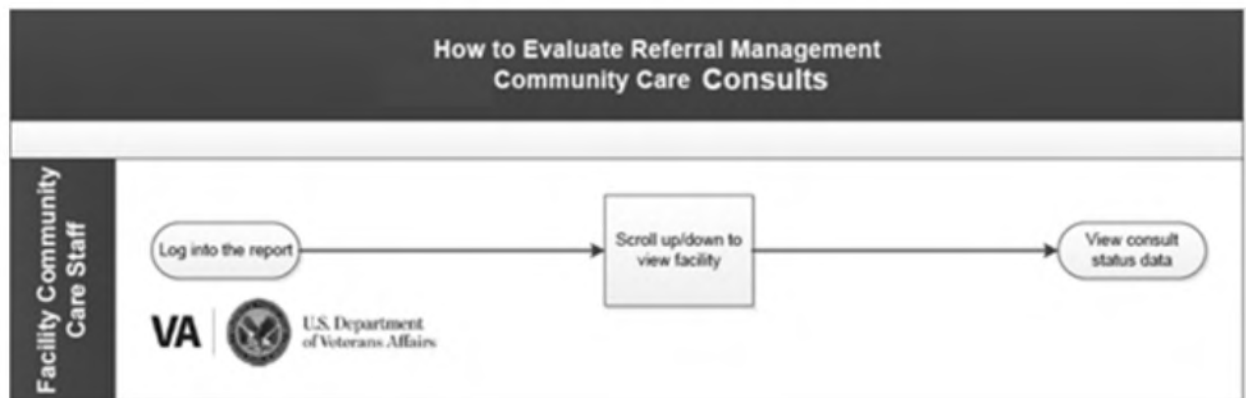 How to Evaluate Referral Management
Community Care Consults
Facility Community
Care Staff
Log into the report
Scroll up/down to
view facility
View consult
status data
VA
U.S. Department
of Veterans Affairs